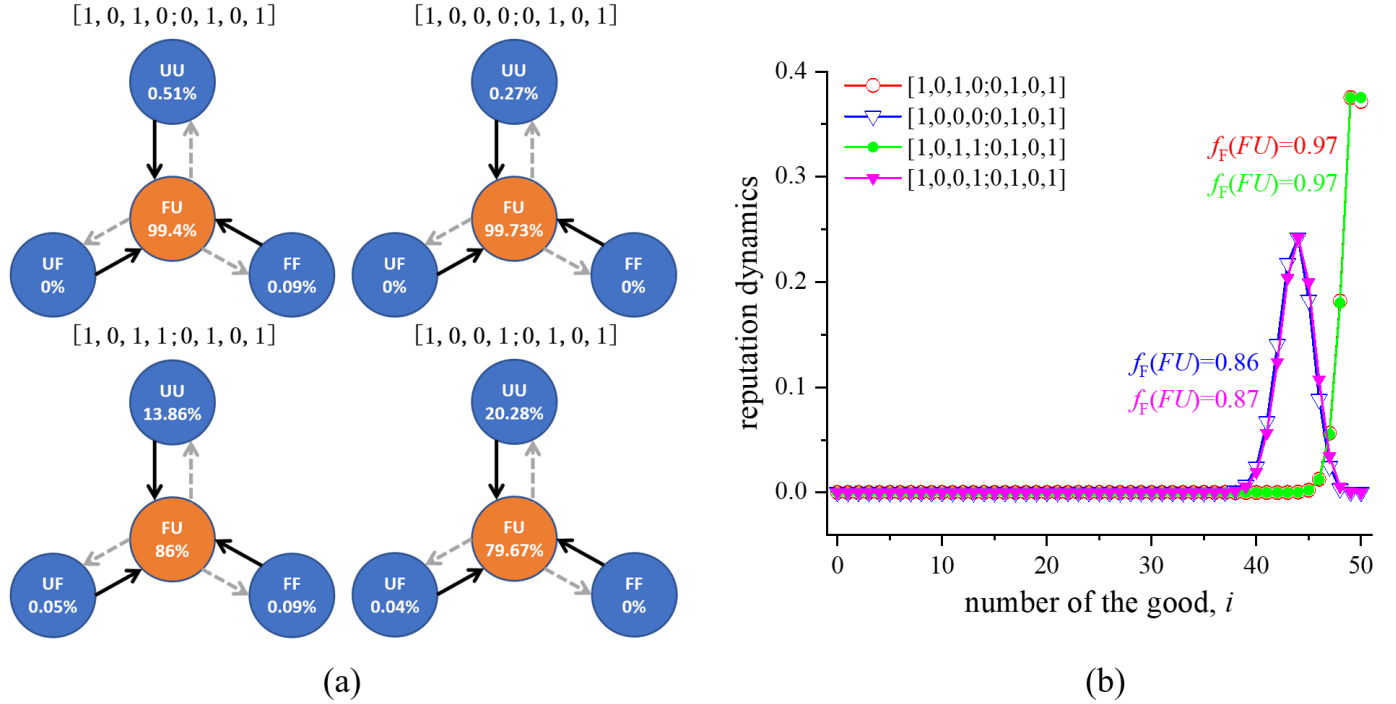 [1,0,1,0;0,1,0,1]
UU
0.51%
FU
99.4%
UF
0%
FF
0.09%
[1,0,0,0;0,1,0,1]
UU
0.27%
FU
99.73%
UF
0%
FF
0%
[1,0,1,1;0,1,0,1]
UU
13.86%
FU
86%
UF
0.05%
FF
0.09%
[1,0,0,1;0,1,0,1]
UU
20.28%
FU
79.67%
UF
0.04%
FF
0%
(a)
reputation dynamics
0.4
0.3
0.2
0.1
0.0
[1,0,1,0;0,1,0,1]
[1,0,0,0;0,1,0,1]
[1,0,1,1;0,1,0,1]
[1,0,0,1;0,1,0,1]
fF(FU)=0.97
fF(FU)=0.97
fF(FU)=0.86
fF(FU)=0.87
0 10 20 30 40 50
number of the good, i
(b)